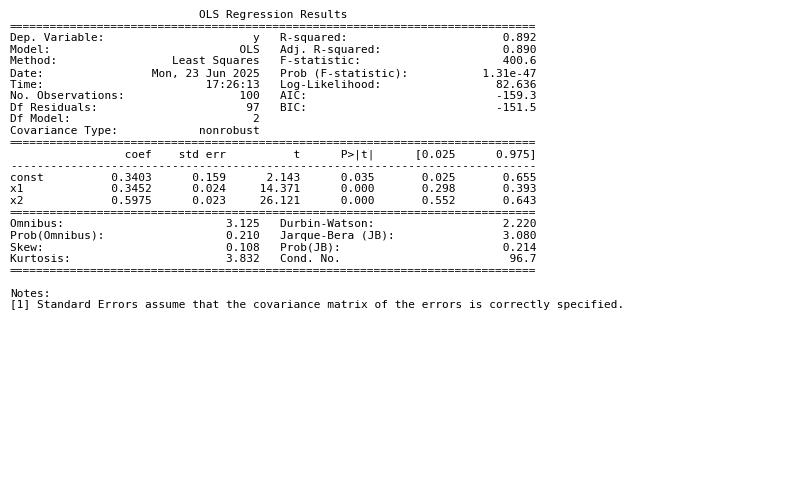 OLS Regression Results                            
==============================================================================
Dep. Variable:                      y   R-squared:                       0.892
Model:                            OLS   Adj. R-squared:                  0.890
Method:                 Least Squares   F-statistic:                     400.6
Date:                Mon, 23 Jun 2025   Prob (F-statistic):           1.31e-47
Time:                        17:26:13   Log-Likelihood:                 82.636
No. Observations:                 100   AIC:                            -159.3
Df Residuals:                      97   BIC:                            -151.5
Df Model:                           2
Covariance Type:            nonrobust
==============================================================================
                 coef    std err          t      P>|t|      [0.025      0.975]
------------------------------------------------------------------------------
const          0.3403      0.159      2.143      0.035       0.025       0.655
x1             0.3452      0.024     14.371      0.000       0.298       0.393
x2             0.5975      0.023     26.121      0.000       0.552       0.643
==============================================================================
Omnibus:                        3.125   Durbin-Watson:                   2.220
Prob(Omnibus):                  0.210   Jarque-Bera (JB):                3.080
Skew:                           0.108   Prob(JB):                        0.214
Kurtosis:                       3.832   Cond. No.                         96.7
==============================================================================

Notes:
[1] Standard Errors assume that the covariance matrix of the errors is correctly specified.